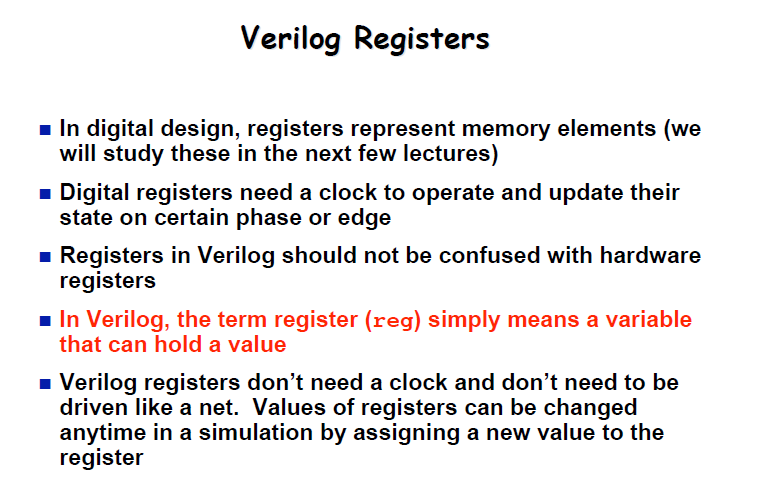 Verilog Registers
In digital design, registers represent memory elements (we
will study these in the next few lectures)
Digital registers need a clock to operate and update their
state on certain phase or edge
Registers in Verilog should not be confused with hardware
registers
In Verilog, the term register (reg) simply means a variable
that can hold a value
Verilog registers don’t need a clock and don’t need to be
driven like a net.  Values of registers can be changed
anytime in a simulation by assigning a new value to the
register